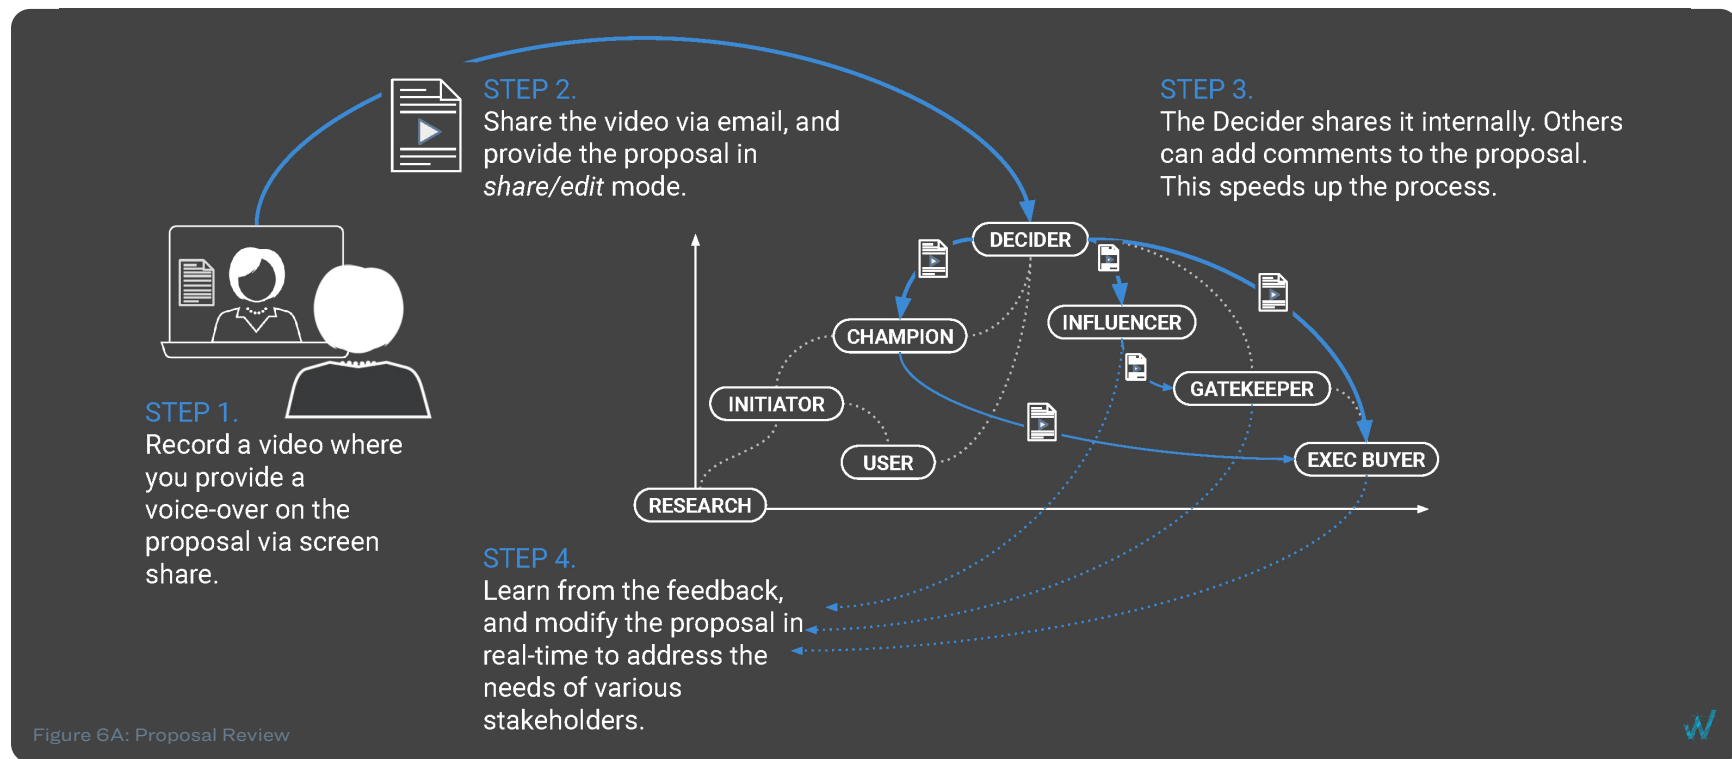 STEP 2.
Share the video via email, and
provide the proposal in
share/edit mode.
STEP 3.
The Decider shares it internally. Others
can add comments to the proposal.
This speeds up the process.
DECIDER
CHAMPION
INFLUENCER
INITIATOR
GATEKEEPER
USER
EXEC BUYER
RESEARCH
STEP 1.
Record a video where
you provide a
voice-over on the
proposal via screen
share.
STEP 4.
Learn from the feedback,
and modify the proposal in
real-time to address the
needs of various
stakeholders.
Figure 6A: Proposal Review
W